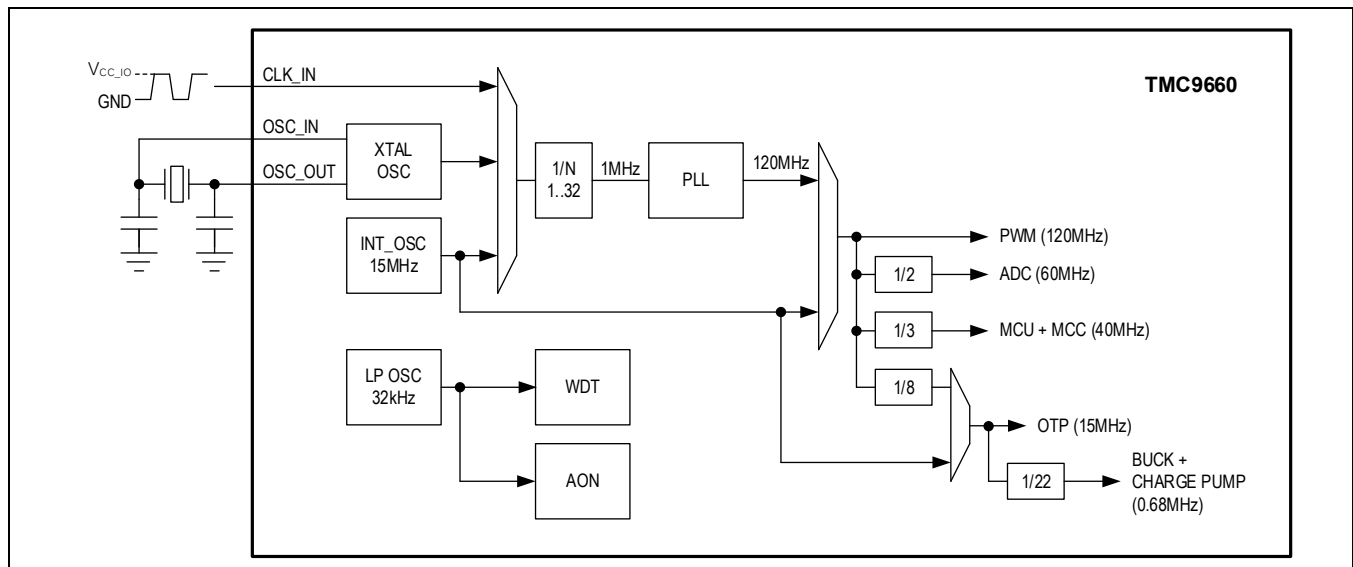 V_CC_IO
GND
CLK_IN
OSC_IN
OSC_OUT
XTAL
OSC
INT_OSC
15MHz
LP OSC
32kHz
WDT
AON
1/N
1..32
1MHz
PLL
120MHz
TMC9660
PWM (120MHz)
1/2
ADC (60MHz)
1/3
MCU + MCC (40MHz)
1/8
OTP (15MHz)
1/22
BUCK +
CHARGE PUMP
(0.68MHz)